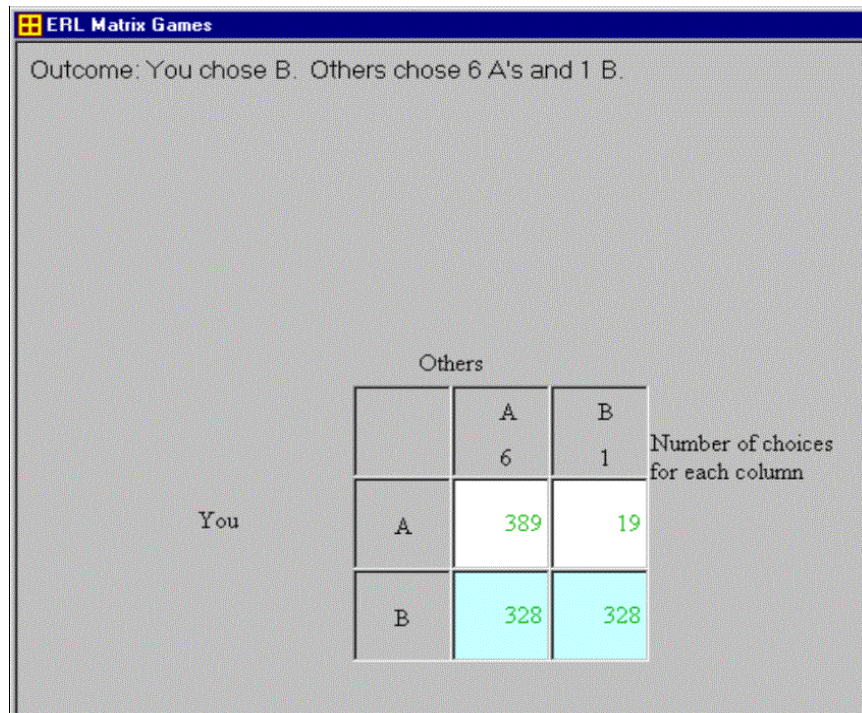 ERL Matrix Games
Outcome: You chose B.  Others chose 6 A's and 1 B.
Others
A B
6 1
Number of choices
for each column
You
A 389 19
B 328 328